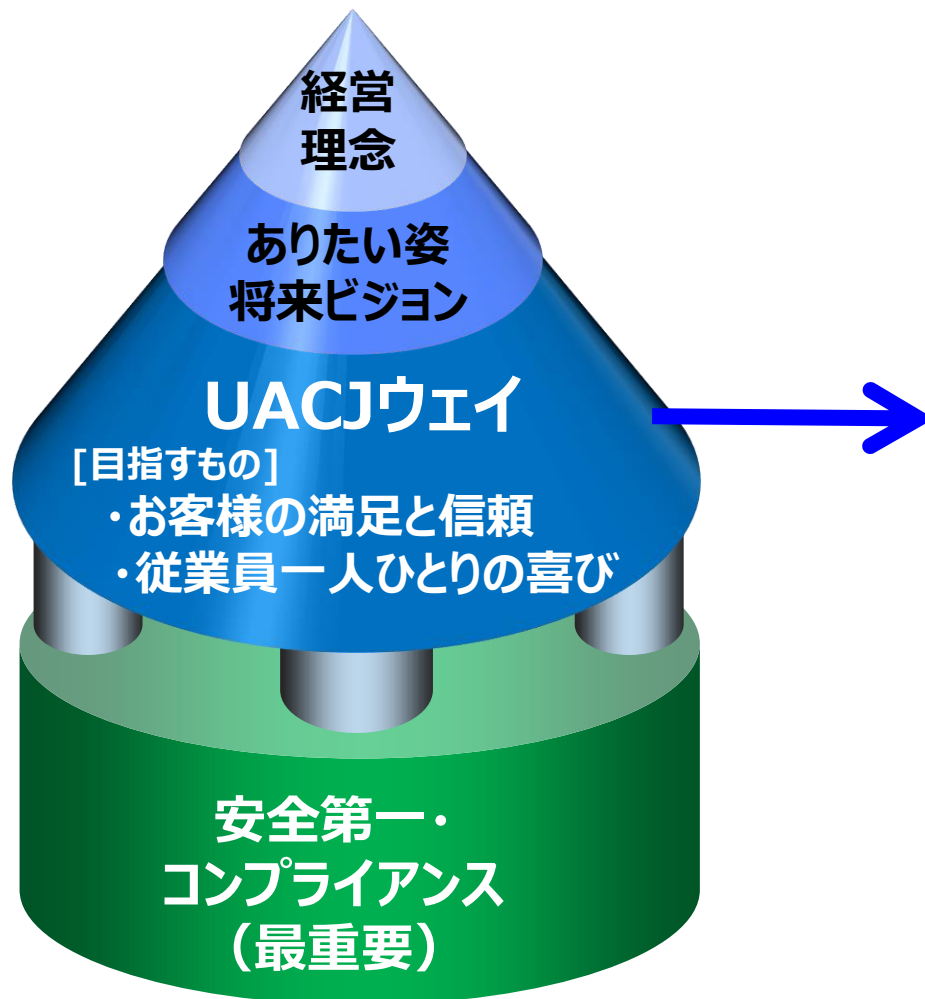 経営
理念
ありたい姿
将来ビジョン
UACJウェイ
[目指すもの]
・お客様の満足と信頼
・従業員一人ひとりの喜び
安全第一・
コンプライアンス
（最重要）